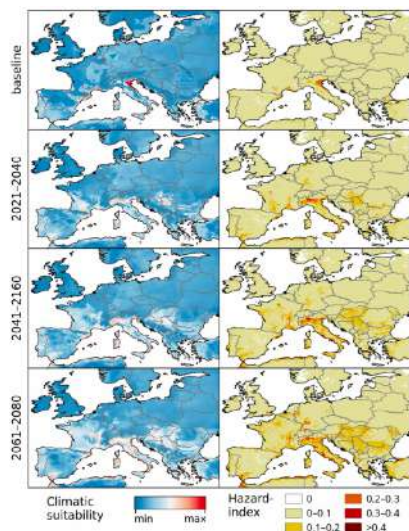 baseline
2021–2040
2041–2160
2061–2080
Climatic
suitability
min
max
Hazard-
index
0
0–0.1
0.1–0.2
0.2–0.3
0.3–0.4
>0.4